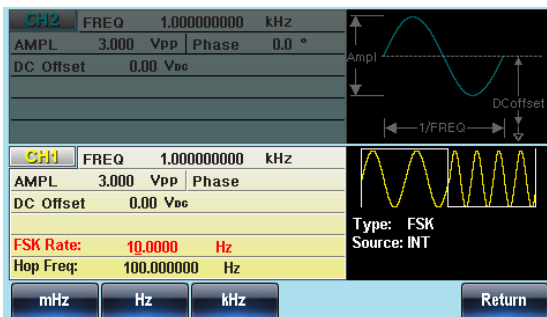 CH2 FREQ 1.000000000 kHz
AMPL 3.000 VPP Phase 0.0 °
DC Offset 0.00 VDC
Ampl
DCoffset
1/FREQ
CH1 FREQ 1.000000000 kHz
AMPL 3.000 VPP Phase
DC Offset 0.00 VDC
FSK Rate: 10.0000 Hz
Hop Freq: 100.000000 Hz
Type: FSK
Source: INT
mHz Hz kHz Return